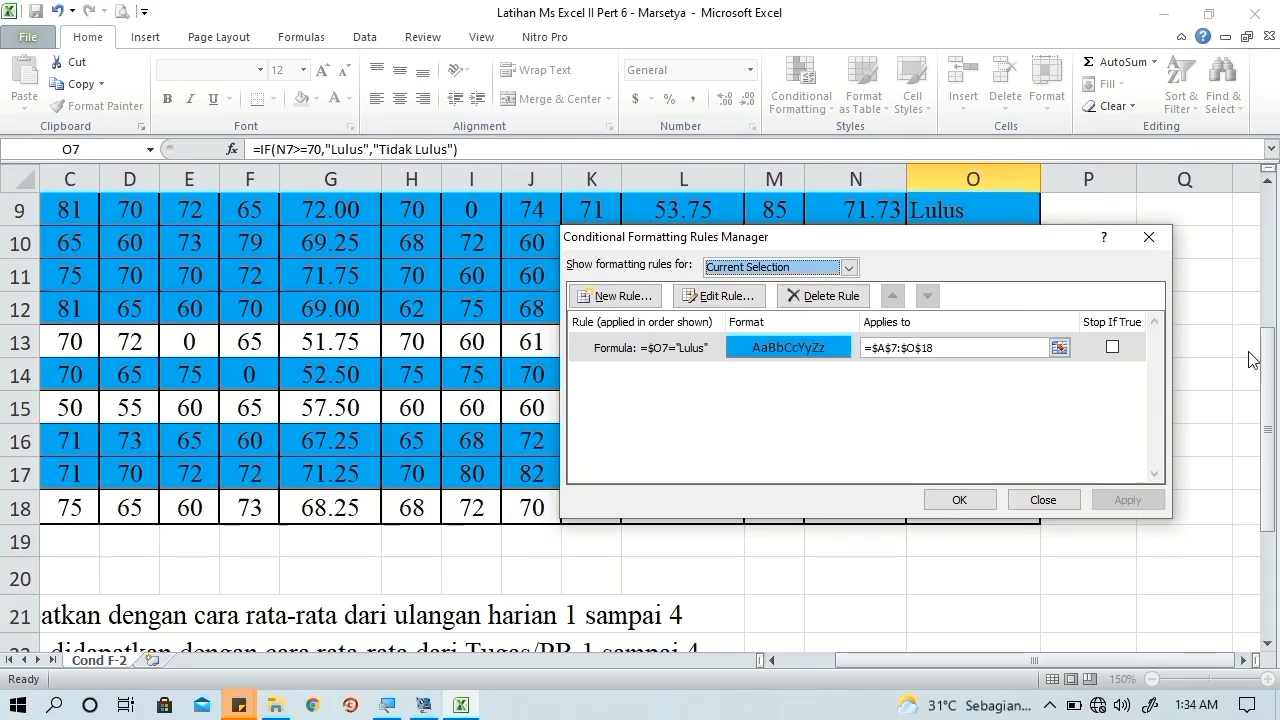 Latihan Ms Excel II Pert 6 - Marsetya - Microsoft Excel
File Home Insert Page Layout Formulas Data Review View Nitro Pro
Paste Cut 12 Wrap Text General Conditional Formatting Format as Table Cell Styles Insert Delete Format AutoSum Sort & Filter Find & Select
Copy Fill
Format Painter B I U A Merge & Center $ % , Clear
Clipboard Font Alignment Number Styles Cells Editing
O7 fx =IF(N7>=70,"Lulus","Tidak Lulus")
C D E F G H I J K L M N O P Q
9 81 70 72 65 72.00 70 0 74 71 53.75 85 71.73 Lulus
10 65 60 73 79 69.25 68 72 60
11 75 70 70 72 71.75 70 60 60
12 81 65 60 70 69.00 62 75 68
13 70 72 0 65 51.75 70 60 61
14 70 65 75 0 52.50 75 75 70
15 50 55 60 65 57.50 60 60 60
16 71 73 65 60 67.25 65 68 72
17 71 70 72 72 71.25 70 80 82
18 75 65 60 73 68.25 68 72 70
19
20
21 atkan dengan cara rata-rata dari ulangan harian 1 sampai 4
22 didapatkan dengan cara rata-rata dari Tugas/PR 1 sampai 4
Conditional Formatting Rules Manager ?
Show formatting rules for: Current Selection
New Rule... Edit Rule... Delete Rule
Rule (applied in order shown) Format Applies to Stop If True
Formula: =$O7="Lulus" AaBbCcYyZz =$A$7:$O$18
OK Close Apply
Cond F-2
Ready 150%
31°C Sebagian... 1:34 AM